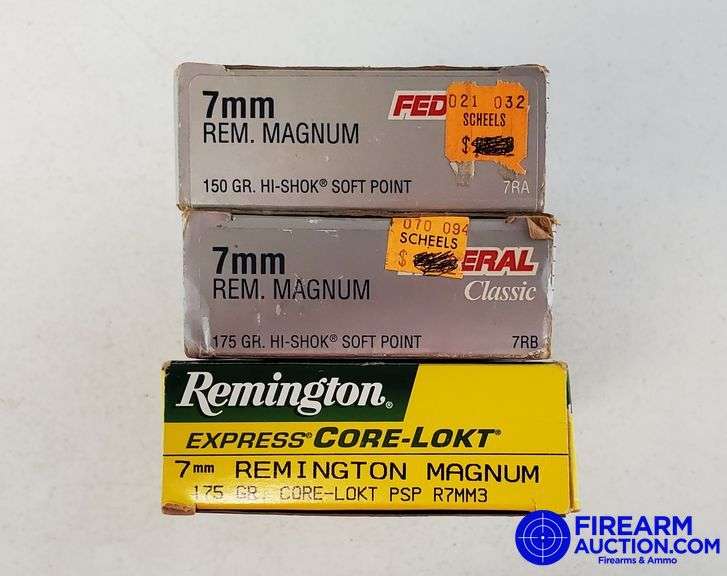 7mm
REM. MAGNUM
150 GR. HI-SHOK® SOFT POINT
FED
021 032
SCHEELS
$
7RA
7mm
REM. MAGNUM
175 GR. HI-SHOK® SOFT POINT
070 094
SCHEELS
$
ERAL
Classic
7RB
Remington®
EXPRESS® CORE-LOKT®
7mm REMINGTON MAGNUM
175 GR. CORE-LOKT PSP R7MM3
FIREARM
AUCTION.COM
Firearms & Ammo